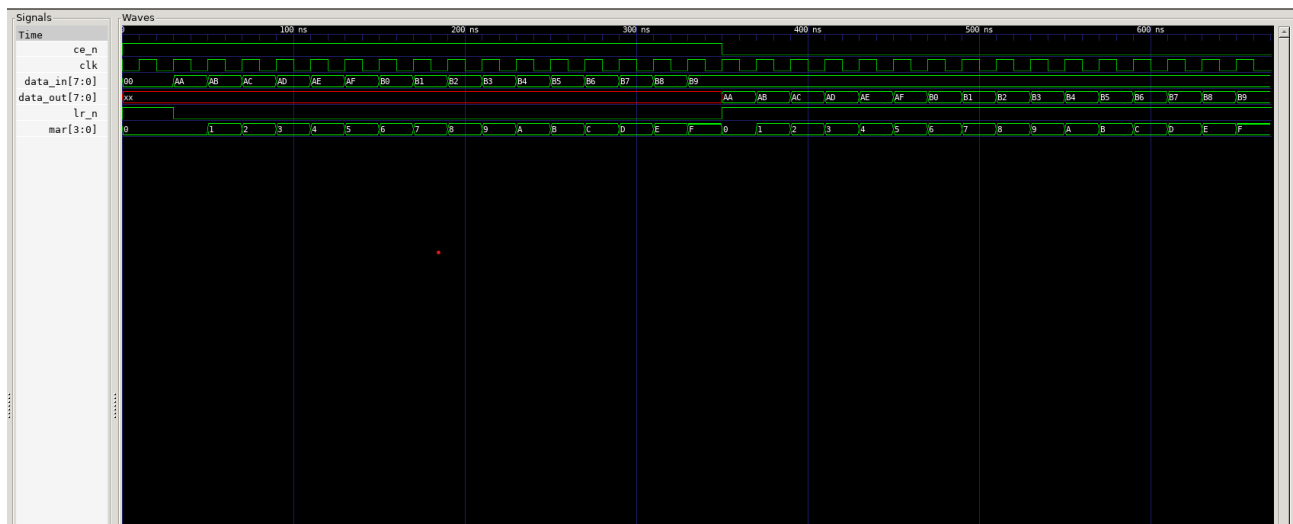 Signals Waves
Time 0 100 ns 200 ns 300 ns 400 ns 500 ns 600 ns
ce_n
clk
data_in[7:0] 00 AA AB AC AD AE AF B0 B1 B2 B3 B4 B5 B6 B7 B8 B9
data_out[7:0] xx AA AB AC AD AE AF B0 B1 B2 B3 B4 B5 B6 B7 B8 B9
lr_n
mar[3:0] 0 1 2 3 4 5 6 7 8 9 A B C D E F 0 1 2 3 4 5 6 7 8 9 A B C D E F